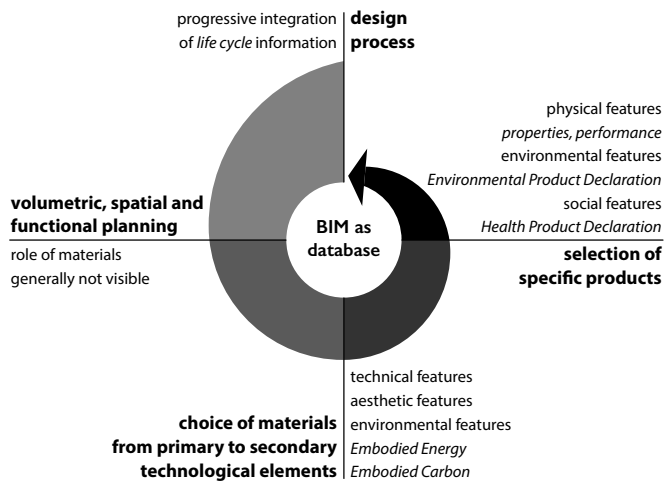 progressive integration
of life cycle information
design
process
physical features
properties, performance
environmental features
Environmental Product Declaration
social features
Health Product Declaration
selection of
specific products
volumetric, spatial and
functional planning
role of materials
generally not visible
BIM as
database
technical features
aesthetic features
environmental features
Embodied Energy
Embodied Carbon
choice of materials
from primary to secondary
technological elements